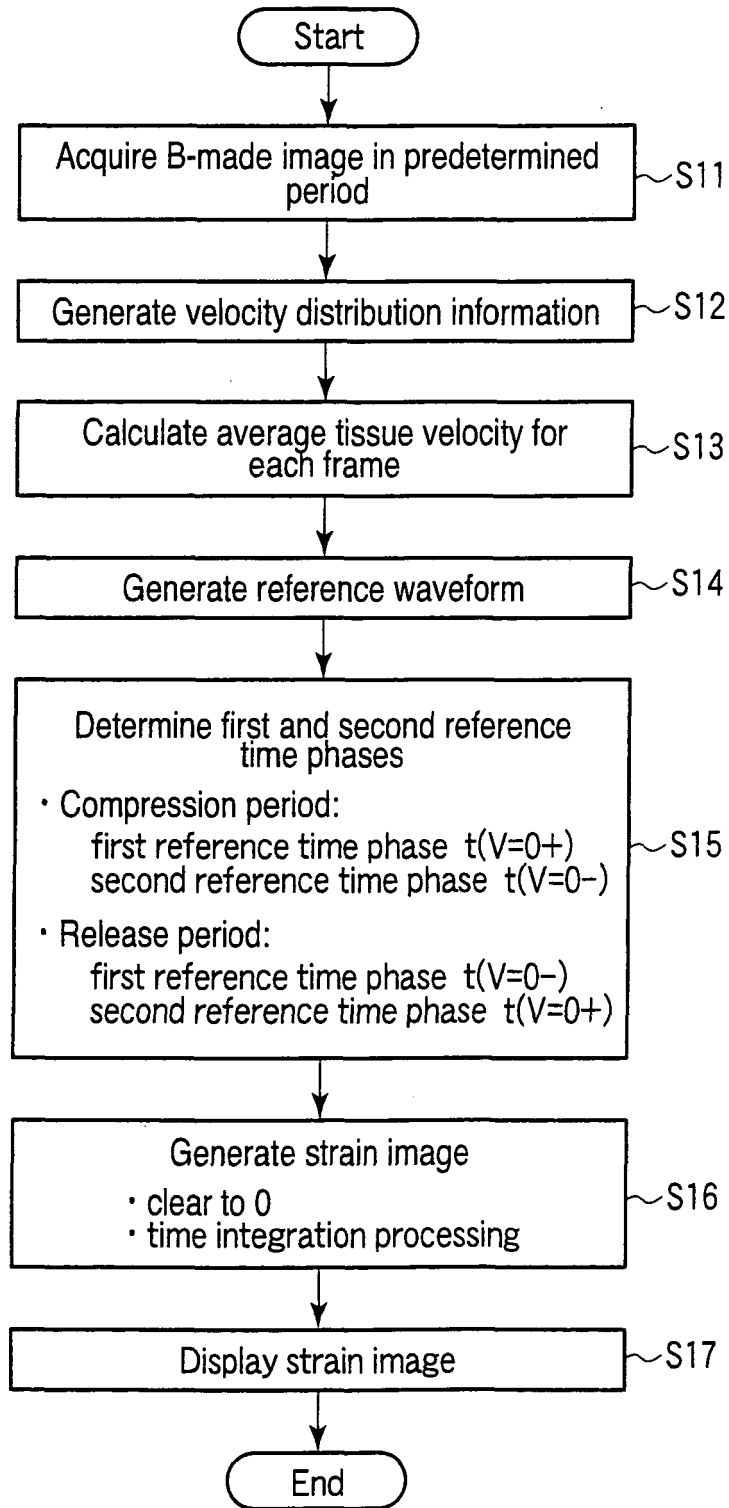 Start
Acquire B-made image in predetermined
period
S11
Generate velocity distribution information
S12
Calculate average tissue velocity for
each frame
S13
Generate reference waveform
S14
Determine first and second reference
time phases
・Compression period:
first reference time phase t(V=0+)
second reference time phase t(V=0-)
・Release period:
first reference time phase t(V=0-)
second reference time phase t(V=0+)
S15
Generate strain image
・clear to 0
・time integration processing
S16
Display strain image
S17
End